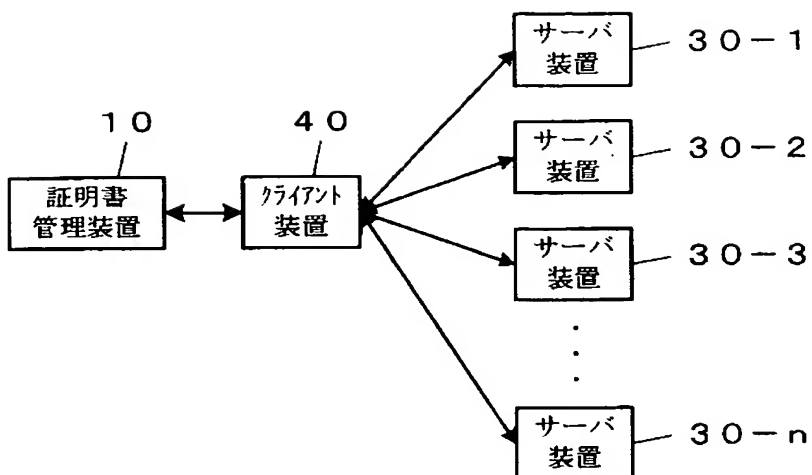 サーバ
装置
30-1
10
40
サーバ
装置
30-2
証明書
管理装置
クライアント
装置
サーバ
装置
30-3
サーバ
装置
30-n